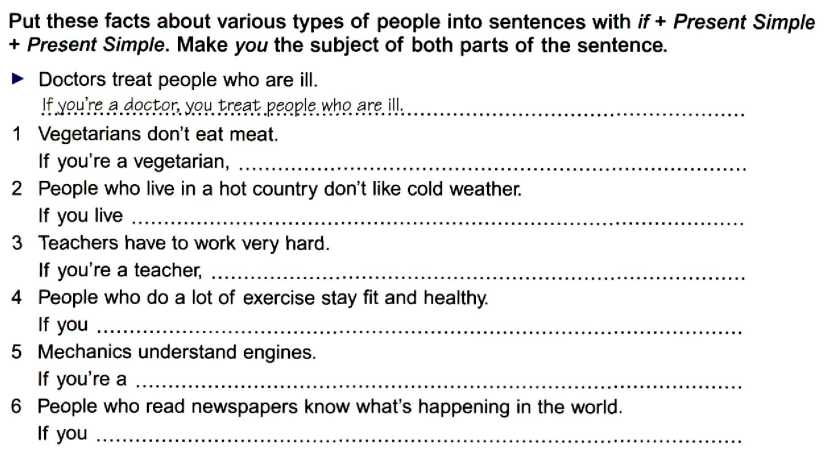 Put these facts about various types of people into sentences with if + Present Simple
+ Present Simple. Make you the subject of both parts of the sentence.
► Doctors treat people who are ill.
If you're a doctor, you treat people who are ill.
1 Vegetarians don't eat meat.
If you're a vegetarian, ................................................
2 People who live in a hot country don't like cold weather.
If you live ................................................
3 Teachers have to work very hard.
If you're a teacher, ................................................
4 People who do a lot of exercise stay fit and healthy.
If you ................................................
5 Mechanics understand engines.
If you're a ................................................
6 People who read newspapers know what's happening in the world.
If you ................................................